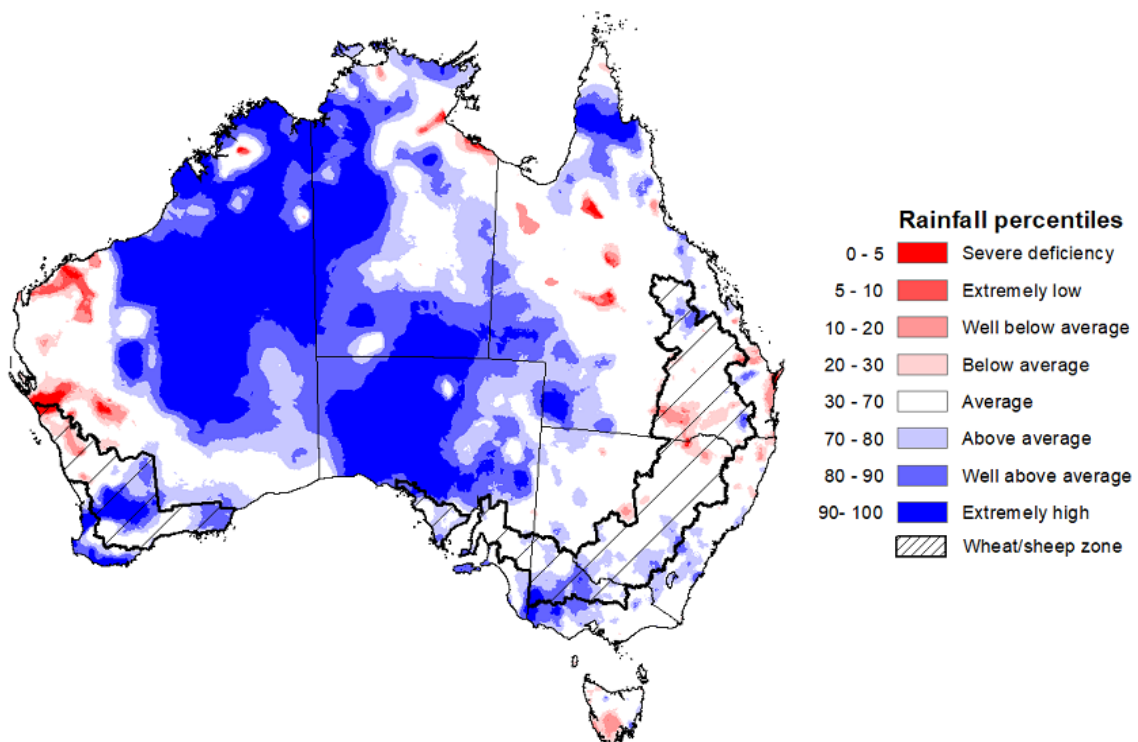 Rainfall percentiles
0 - 5 Severe deficiency
5 - 10 Extremely low
10 - 20 Well below average
20 - 30 Below average
30 - 70 Average
70 - 80 Above average
80 - 90 Well above average
90- 100 Extremely high
Wheat/sheep zone